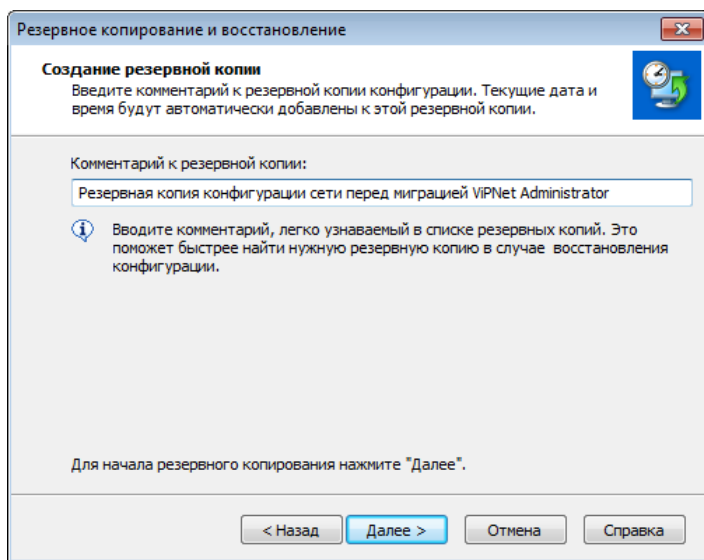 Резервное копирование и восстановление
Создание резервной копии
Введите комментарий к резервной копии конфигурации. Текущие дата и
время будут автоматически добавлены к этой резервной копии.
Комментарий к резервной копии:
Резервная копия конфигурации сети перед миграцией ViPNet Administrator
Вводите комментарий, легко узнаваемый в списке резервных копий. Это
поможет быстрее найти нужную резервную копию в случае восстановления
конфигурации.
Для начала резервного копирования нажмите "Далее".
< Назад Далее > Отмена Справка